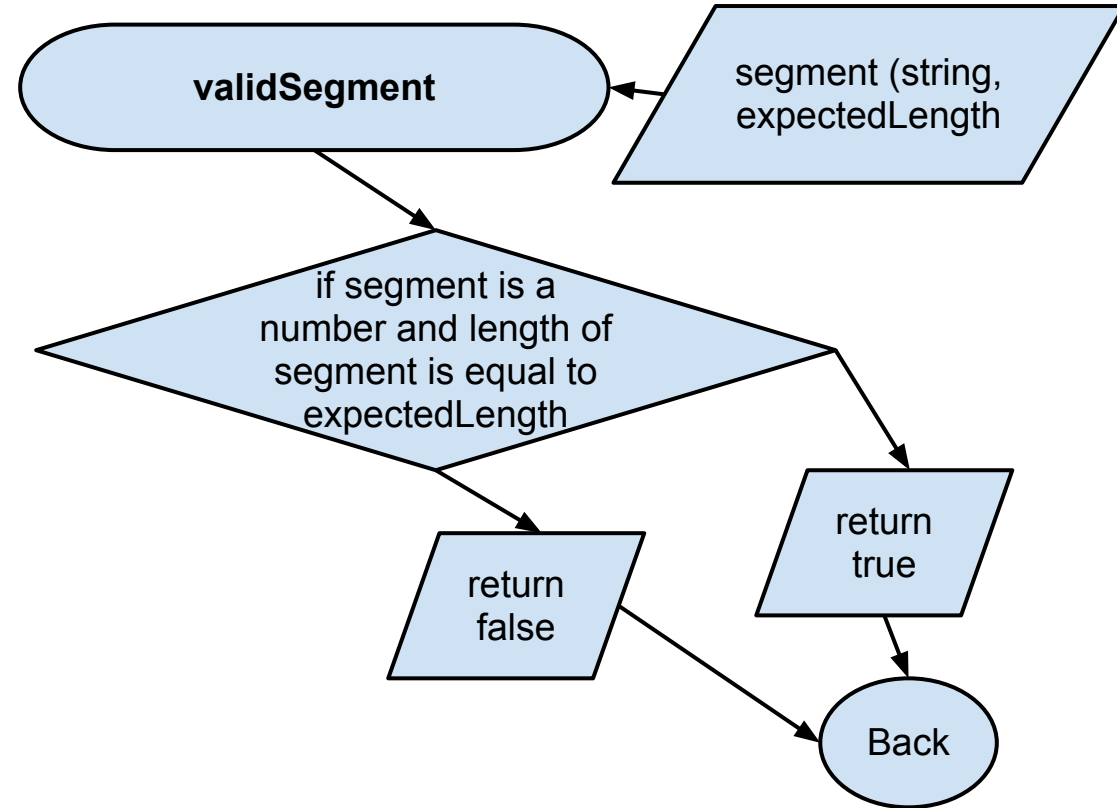 validSegment
segment (string,
expectedLength
if segment is a
number and length of
segment is equal to
expectedLength
return
true
return
false
Back